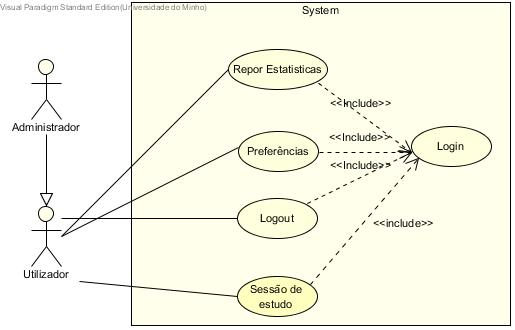 Visual Paradigm Standard Edition(Universidade do Minho)
System
Repor Estatisticas
<<Include>>
Administrador
<<Include>>
Login
Preferências
<<Include>>
Logout
<<include>>
Utilizador
Sessão de
estudo